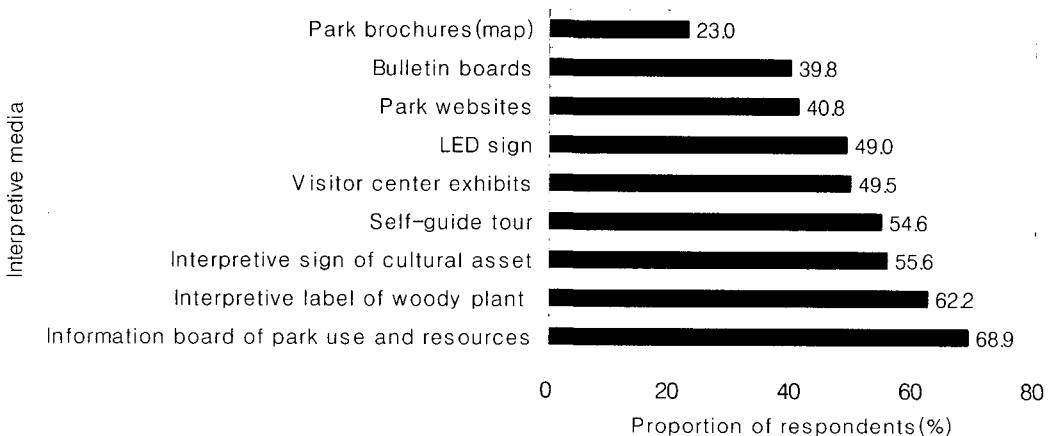 Interpretive media
Park brochures(map) 23.0
Bulletin boards 39.8
Park websites 40.8
LED sign 49.0
Visitor center exhibits 49.5
Self-guide tour 54.6
Interpretive sign of cultural asset 55.6
Interpretive label of woody plant 62.2
Information board of park use and resources 68.9
0 20 40 60 80
Proportion of respondents(%)